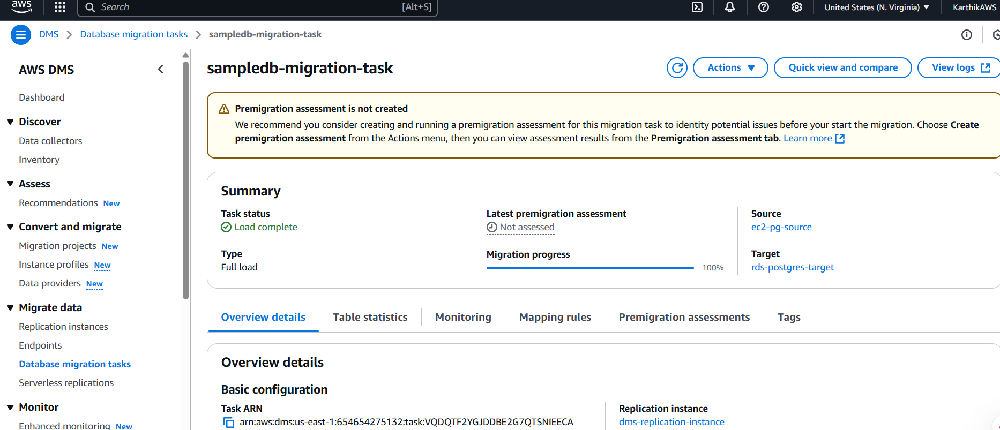 aws
Search
[Alt+S]
United States (N. Virginia)
KarthikAWS
DMS
Database migration tasks
sampledb-migration-task
AWS DMS
Dashboard
Discover
Data collectors
Inventory
Assess
Recommendations New
Convert and migrate
Migration projects New
Instance profiles New
Data providers New
Migrate data
Replication instances
Endpoints
Database migration tasks
Serverless replications
Monitor
Enhanced monitoring New
sampledb-migration-task
Actions
Quick view and compare
View logs
Premigration assessment is not created
We recommend you consider creating and running a premigration assessment for this migration task to identity potential issues before your start the migration. Choose Create
premigration assessment from the Actions menu, then you can view assessment results from the Premigration assessment tab. Learn more
Summary
Task status
Load complete
Type
Full load
Latest premigration assessment
Not assessed
Migration progress
100%
Source
ec2-pg-source
Target
rds-postgres-target
Overview details
Table statistics
Monitoring
Mapping rules
Premigration assessments
Tags
Overview details
Basic configuration
Task ARN
arn:aws:dms:us-east-1:654654275132:task:VQDQTF2YGJDDBE2G7QTSNIEECA
Replication instance
dms-replication-instance